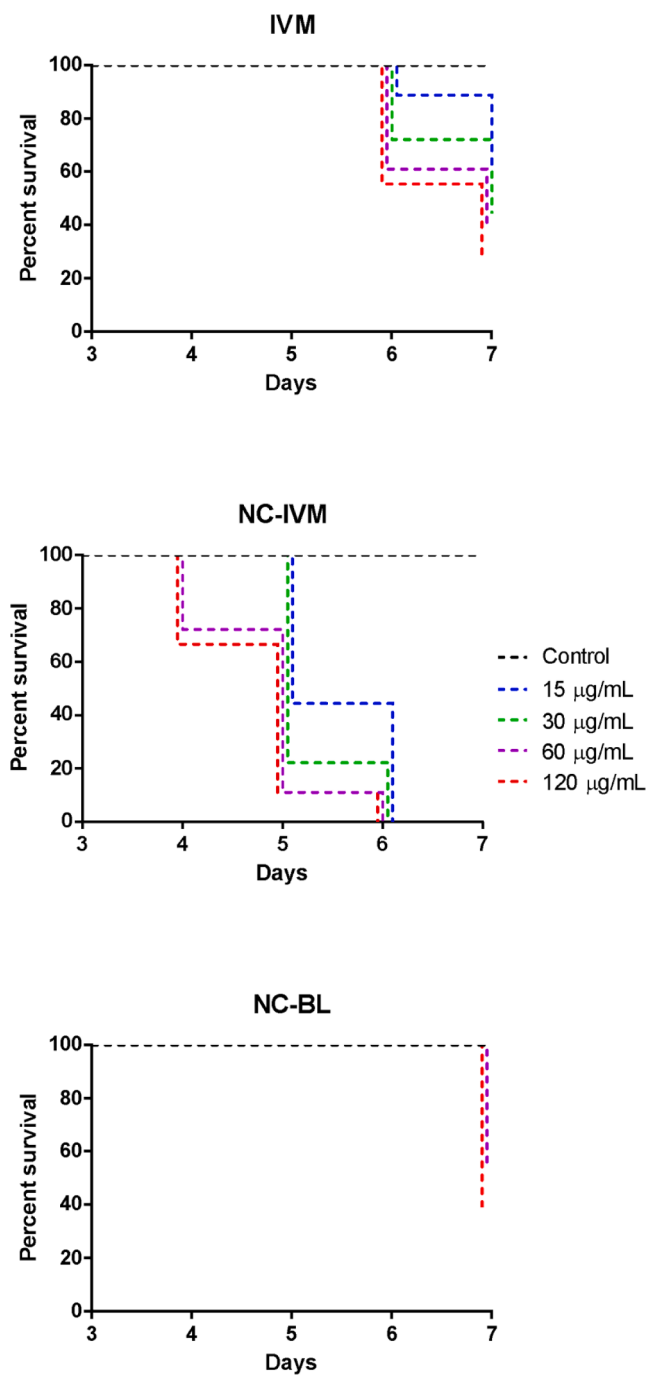 IVM
100
80
60
40
20
0
Percent survival
3 4 5 6 7
Days
NC-IVM
100
80
60
40
20
0
Percent survival
3 4 5 6 7
Days
Control
15 μg/mL
30 μg/mL
60 μg/mL
120 μg/mL
NC-BL
100
80
60
40
20
0
Percent survival
3 4 5 6 7
Days